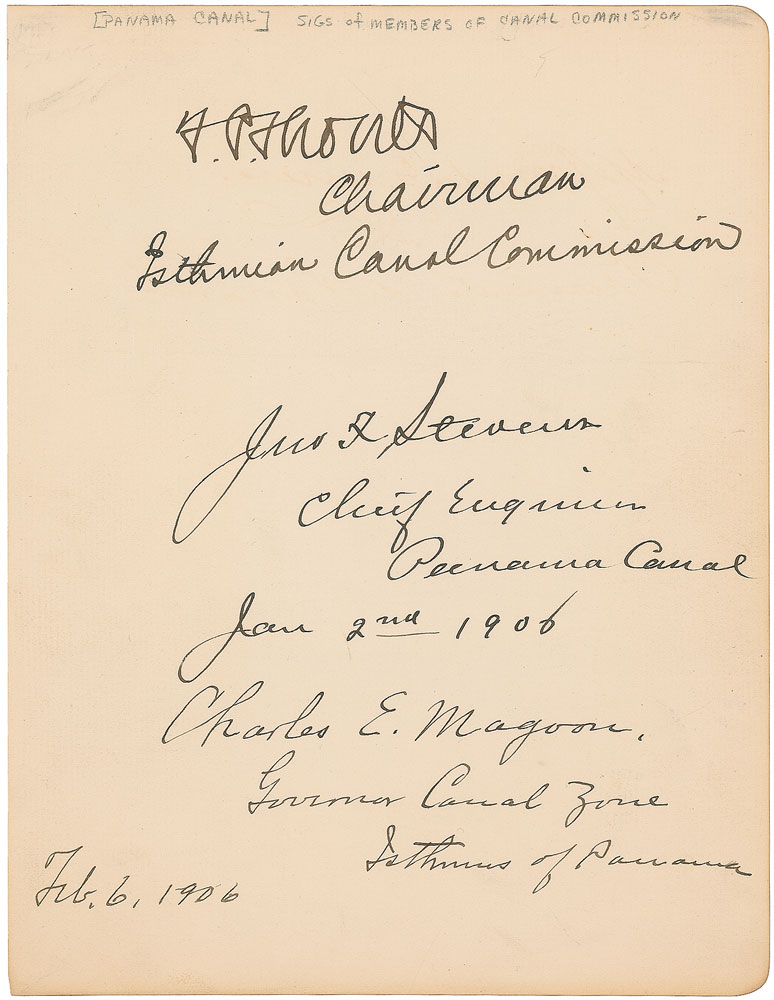 [PANAMA CANAL] SIGS of MEMBERS OF CANAL COMMISSION
T. P. Shonts
Chairman
Isthmian Canal Commission
Jno F Stevens
Chief Engineer
Panama Canal
Jan 2nd 1906
Charles E. Magoon.
Governor Canal Zone
Isthmus of Panama
Feb. 6, 1906